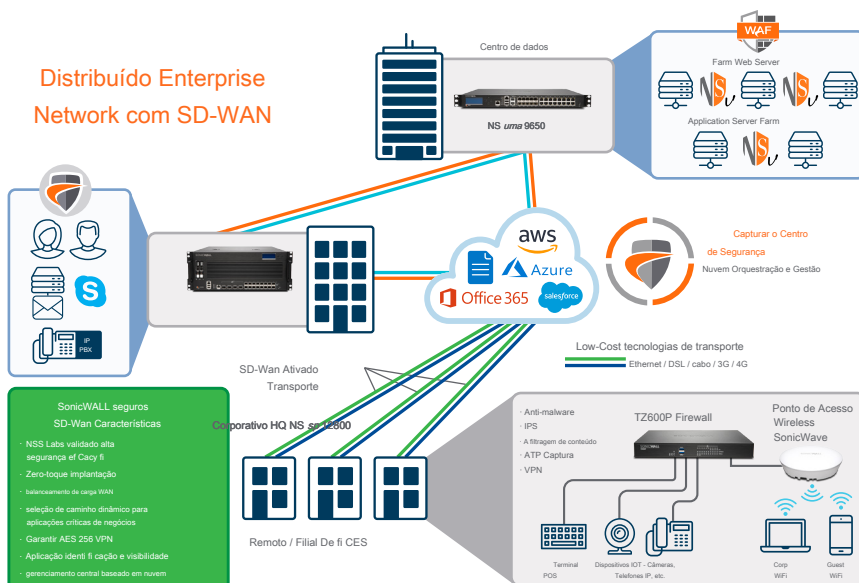 Distribuído Enterprise
Network com SD-WAN
Centro de dados
NS uma 9650
WAF
Farm Web Server
NSv
NSv
Application Server Farm
NSv
S
IP
PBX
aws
Azure
Office 365
salesforce
Capturar o Centro
de Segurança
Nuvem Orquestração e Gestão
Low-Cost tecnologias de transporte
Ethernet / DSL / cabo / 3G / 4G
SD-Wan Ativado
Transporte
Corporativo HQ NS sp 12800
Remoto / Filial De fi CES
SonicWALL seguros
SD-Wan Características
· NSS Labs validado alta
segurança ef Cacy fi
· Zero-toque implantação
· balanceamento de carga WAN
· seleção de caminho dinâmico para
aplicações críticas de negócios
· Garantir AES 256 VPN
· Aplicação identi fi cação e visibilidade
· gerenciamento central baseado em nuvem
· Anti-malware
· IPS
· A filtragem de conteúdo
· ATP Captura
· VPN
TZ600P Firewall
Ponto de Acesso
Wireless
SonicWave
Terminal
POS
Dispositivos IOT - Câmeras,
Telefones IP, etc.
Corp
WiFi
Guest
WiFi